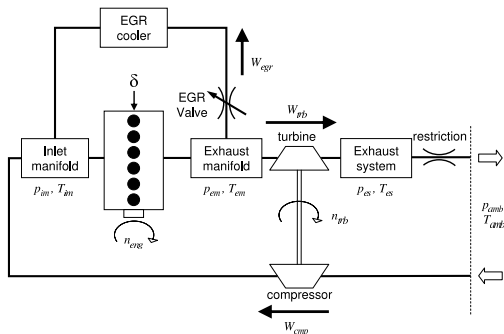 EGR
cooler
W_egr
δ
EGR
Valve
W_trb
turbine
restriction
Inlet
manifold
Exhaust
manifold
Exhaust
system
p_im, T_im
p_em, T_em
p_es, T_es
p_amb
T_amb
n_trb
n_eng
compressor
W_cmp